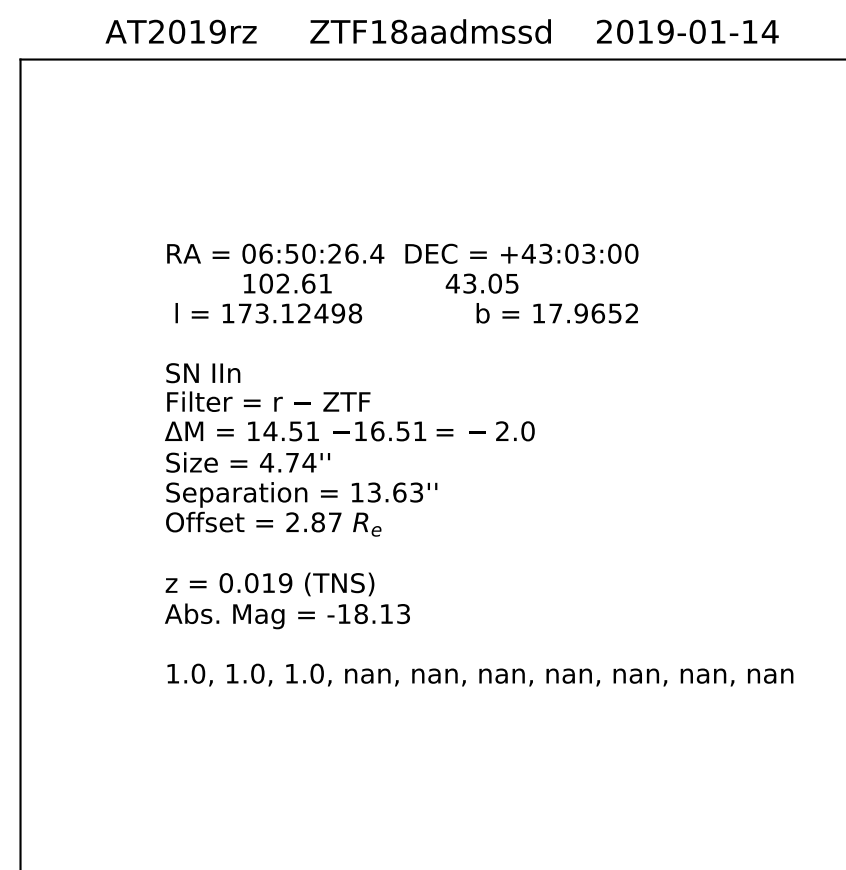 AT2019rz ZTF18aadmssd 2019-01-14
RA = 06:50:26.4 DEC = +43:03:00
102.61 43.05
l = 173.12498 b = 17.9652
SN IIn
Filter = r − ZTF
ΔM = 14.51 −16.51 = − 2.0
Size = 4.74''
Separation = 13.63''
Offset = 2.87 Rₑ
z = 0.019 (TNS)
Abs. Mag = -18.13
1.0, 1.0, 1.0, nan, nan, nan, nan, nan, nan, nan